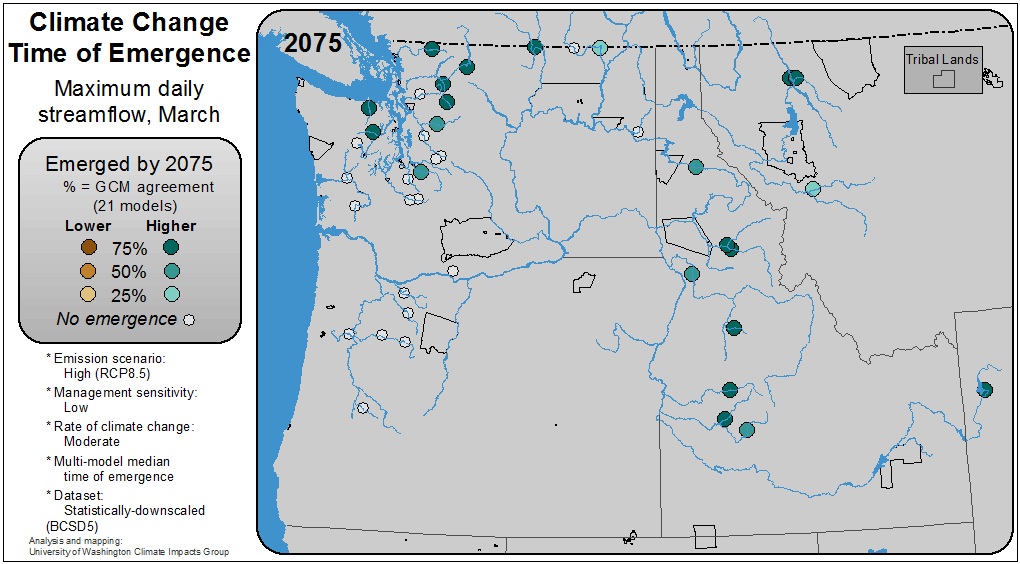 Climate Change
Time of Emergence
Maximum daily
streamflow, March
Emerged by 2075
% = GCM agreement
(21 models)
Lower Higher
75%
50%
25%
No emergence
* Emission scenario:
High (RCP8.5)
* Management sensitivity:
Low
* Rate of climate change:
Moderate
* Multi-model median
time of emergence
* Dataset:
Statistically-downscaled
(BCSD5)
Analysis and mapping:
University of Washington Climate Impacts Group
2075
Tribal Lands